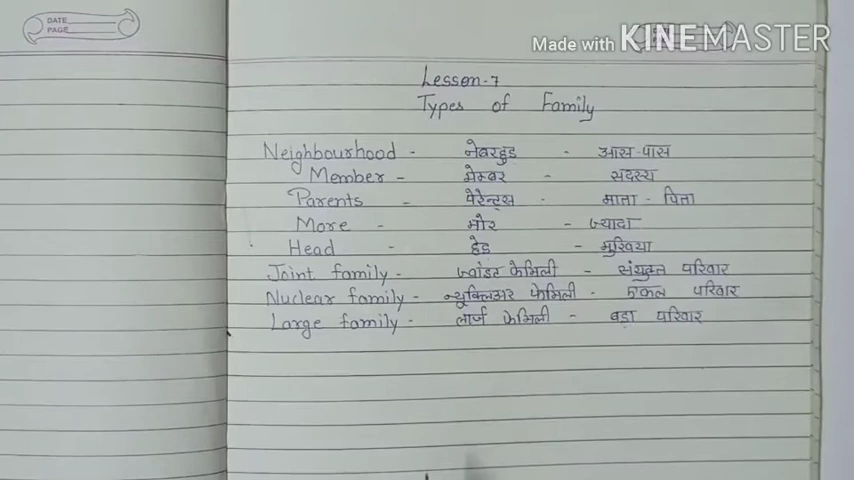 DATE
PAGE
Made with KINEMASTER
Lesson-7
Types of Family
Neighbourhood - नेबरहुड - आस-पास
Member - मेम्बर - सदस्य
Parents - पेरैन्ट्स - माता - पिता
More - मोर - ज्यादा
Head - हेड - मुखिया
Joint family - ज्वांइट फेमिली - संयुक्त परिवार
Nuclear family - न्यूक्लिअर फेमिली - एकल परिवार
Large family - लार्ज फेमिली - बड़ा परिवार